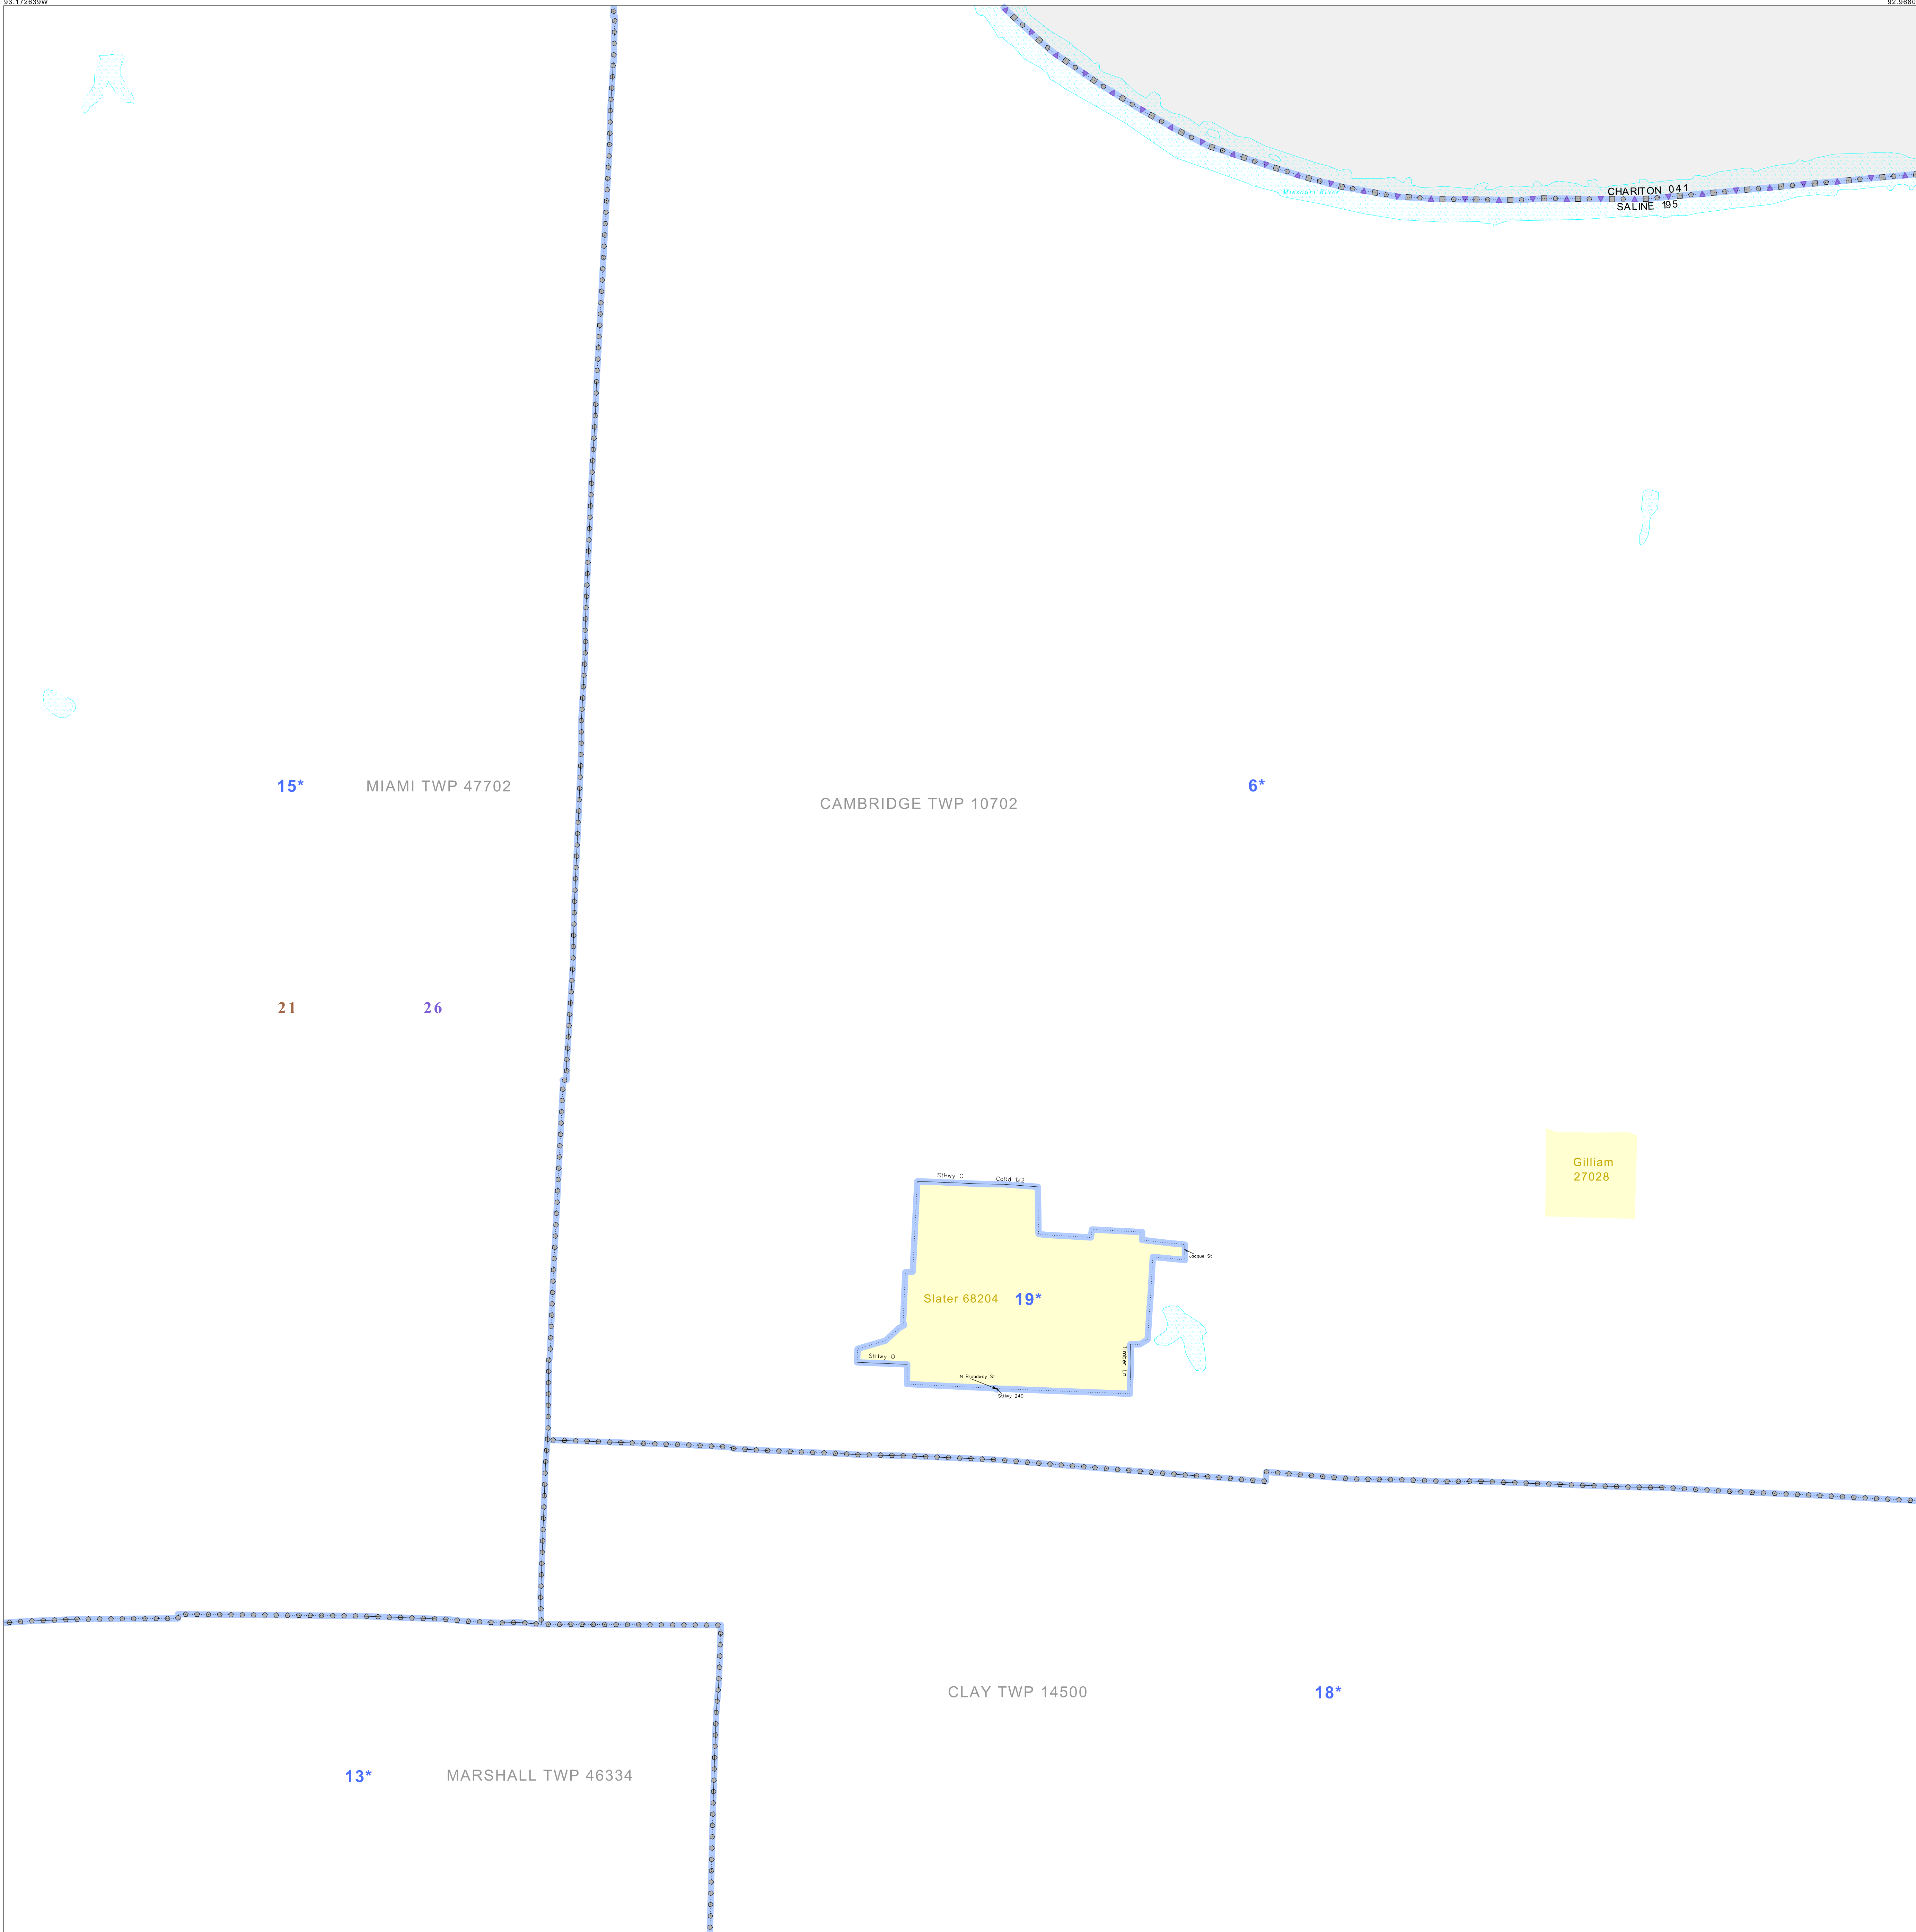 93.172639W
92.9680
CHARITON 041
Missouri River
SALINE 195
15*
MIAMI TWP 47702
6*
CAMBRIDGE TWP 10702
21
26
Gilliam
27028
StHwy C
CoRd 122
Jacque St
Slater 68204
19*
StHwy O
Timber Ln
N Broadway St
StHwy 240
CLAY TWP 14500
18*
13*
MARSHALL TWP 46334